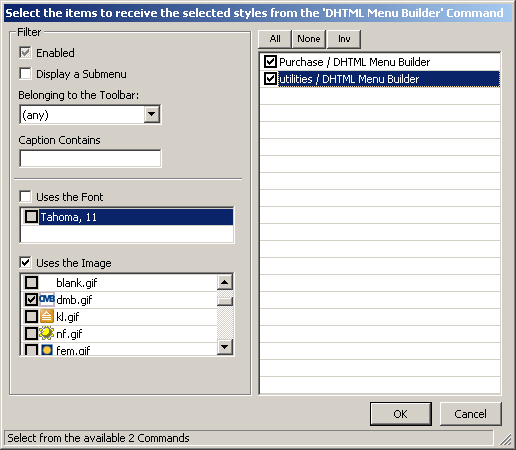 Select the items to receive the selected styles from the 'DHTML Menu Builder' Command
Filter
Enabled
Display a Submenu
Belonging to the Toolbar:
(any)
Caption Contains
Uses the Font
Tahoma, 11
Uses the Image
blank.gif
DMB dmb.gif
kl.gif
nf.gif
fem.gif
All None Inv
Purchase / DHTML Menu Builder
utilities / DHTML Menu Builder
OK Cancel
Select from the available 2 Commands